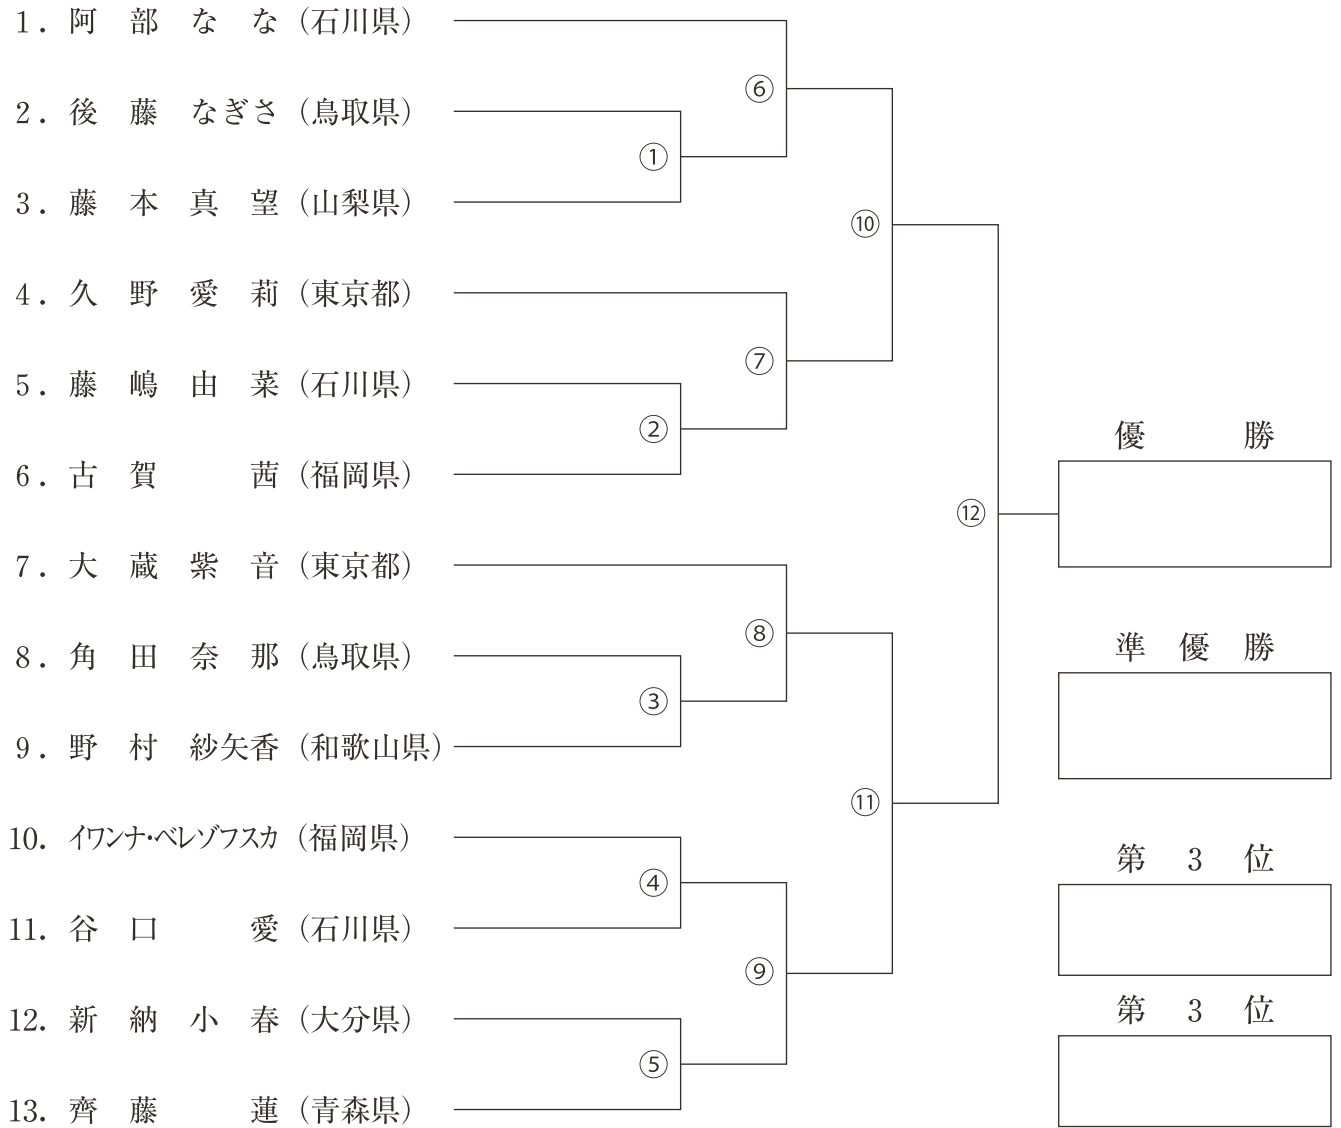 1. 阿部なな（石川県）
⑥
2. 後藤なぎさ（鳥取県）
①
3. 藤本真望（山梨県）
⑩
4. 久野愛莉（東京都）
⑦
5. 藤嶋由菜（石川県）
②
6. 古賀茜（福岡県）
優勝
⑫
7. 大蔵紫音（東京都）
⑧
8. 角田奈那（鳥取県）
準優勝
③
9. 野村紗矢香（和歌山県）
⑪
10. イワンナ・ベレゾフスカ（福岡県）
第3位
④
11. 谷口愛（石川県）
⑨
12. 新納小春（大分県）
第3位
⑤
13. 齊藤蓮（青森県）